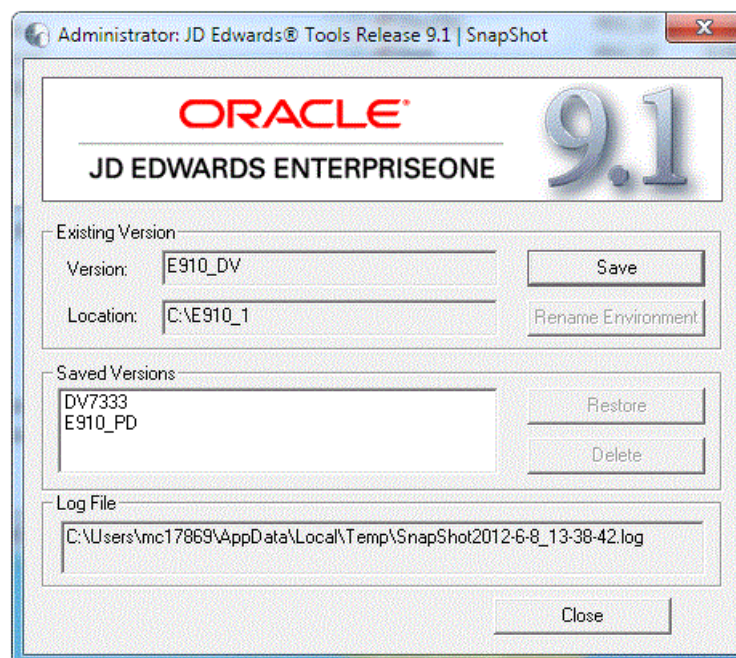 Administrator: JD Edwards® Tools Release 9.1 | SnapShot
ORACLE®
JD EDWARDS ENTERPRISEONE
9.1
Existing Version
Version: E910_DV Save
Location: C:\E910_1 Rename Environment
Saved Versions
DV7333 Restore
E910_PD
Delete
Log File
C:\Users\mc17869\AppData\Local\Temp\SnapShot2012-6-8_13-38-42.log
Close